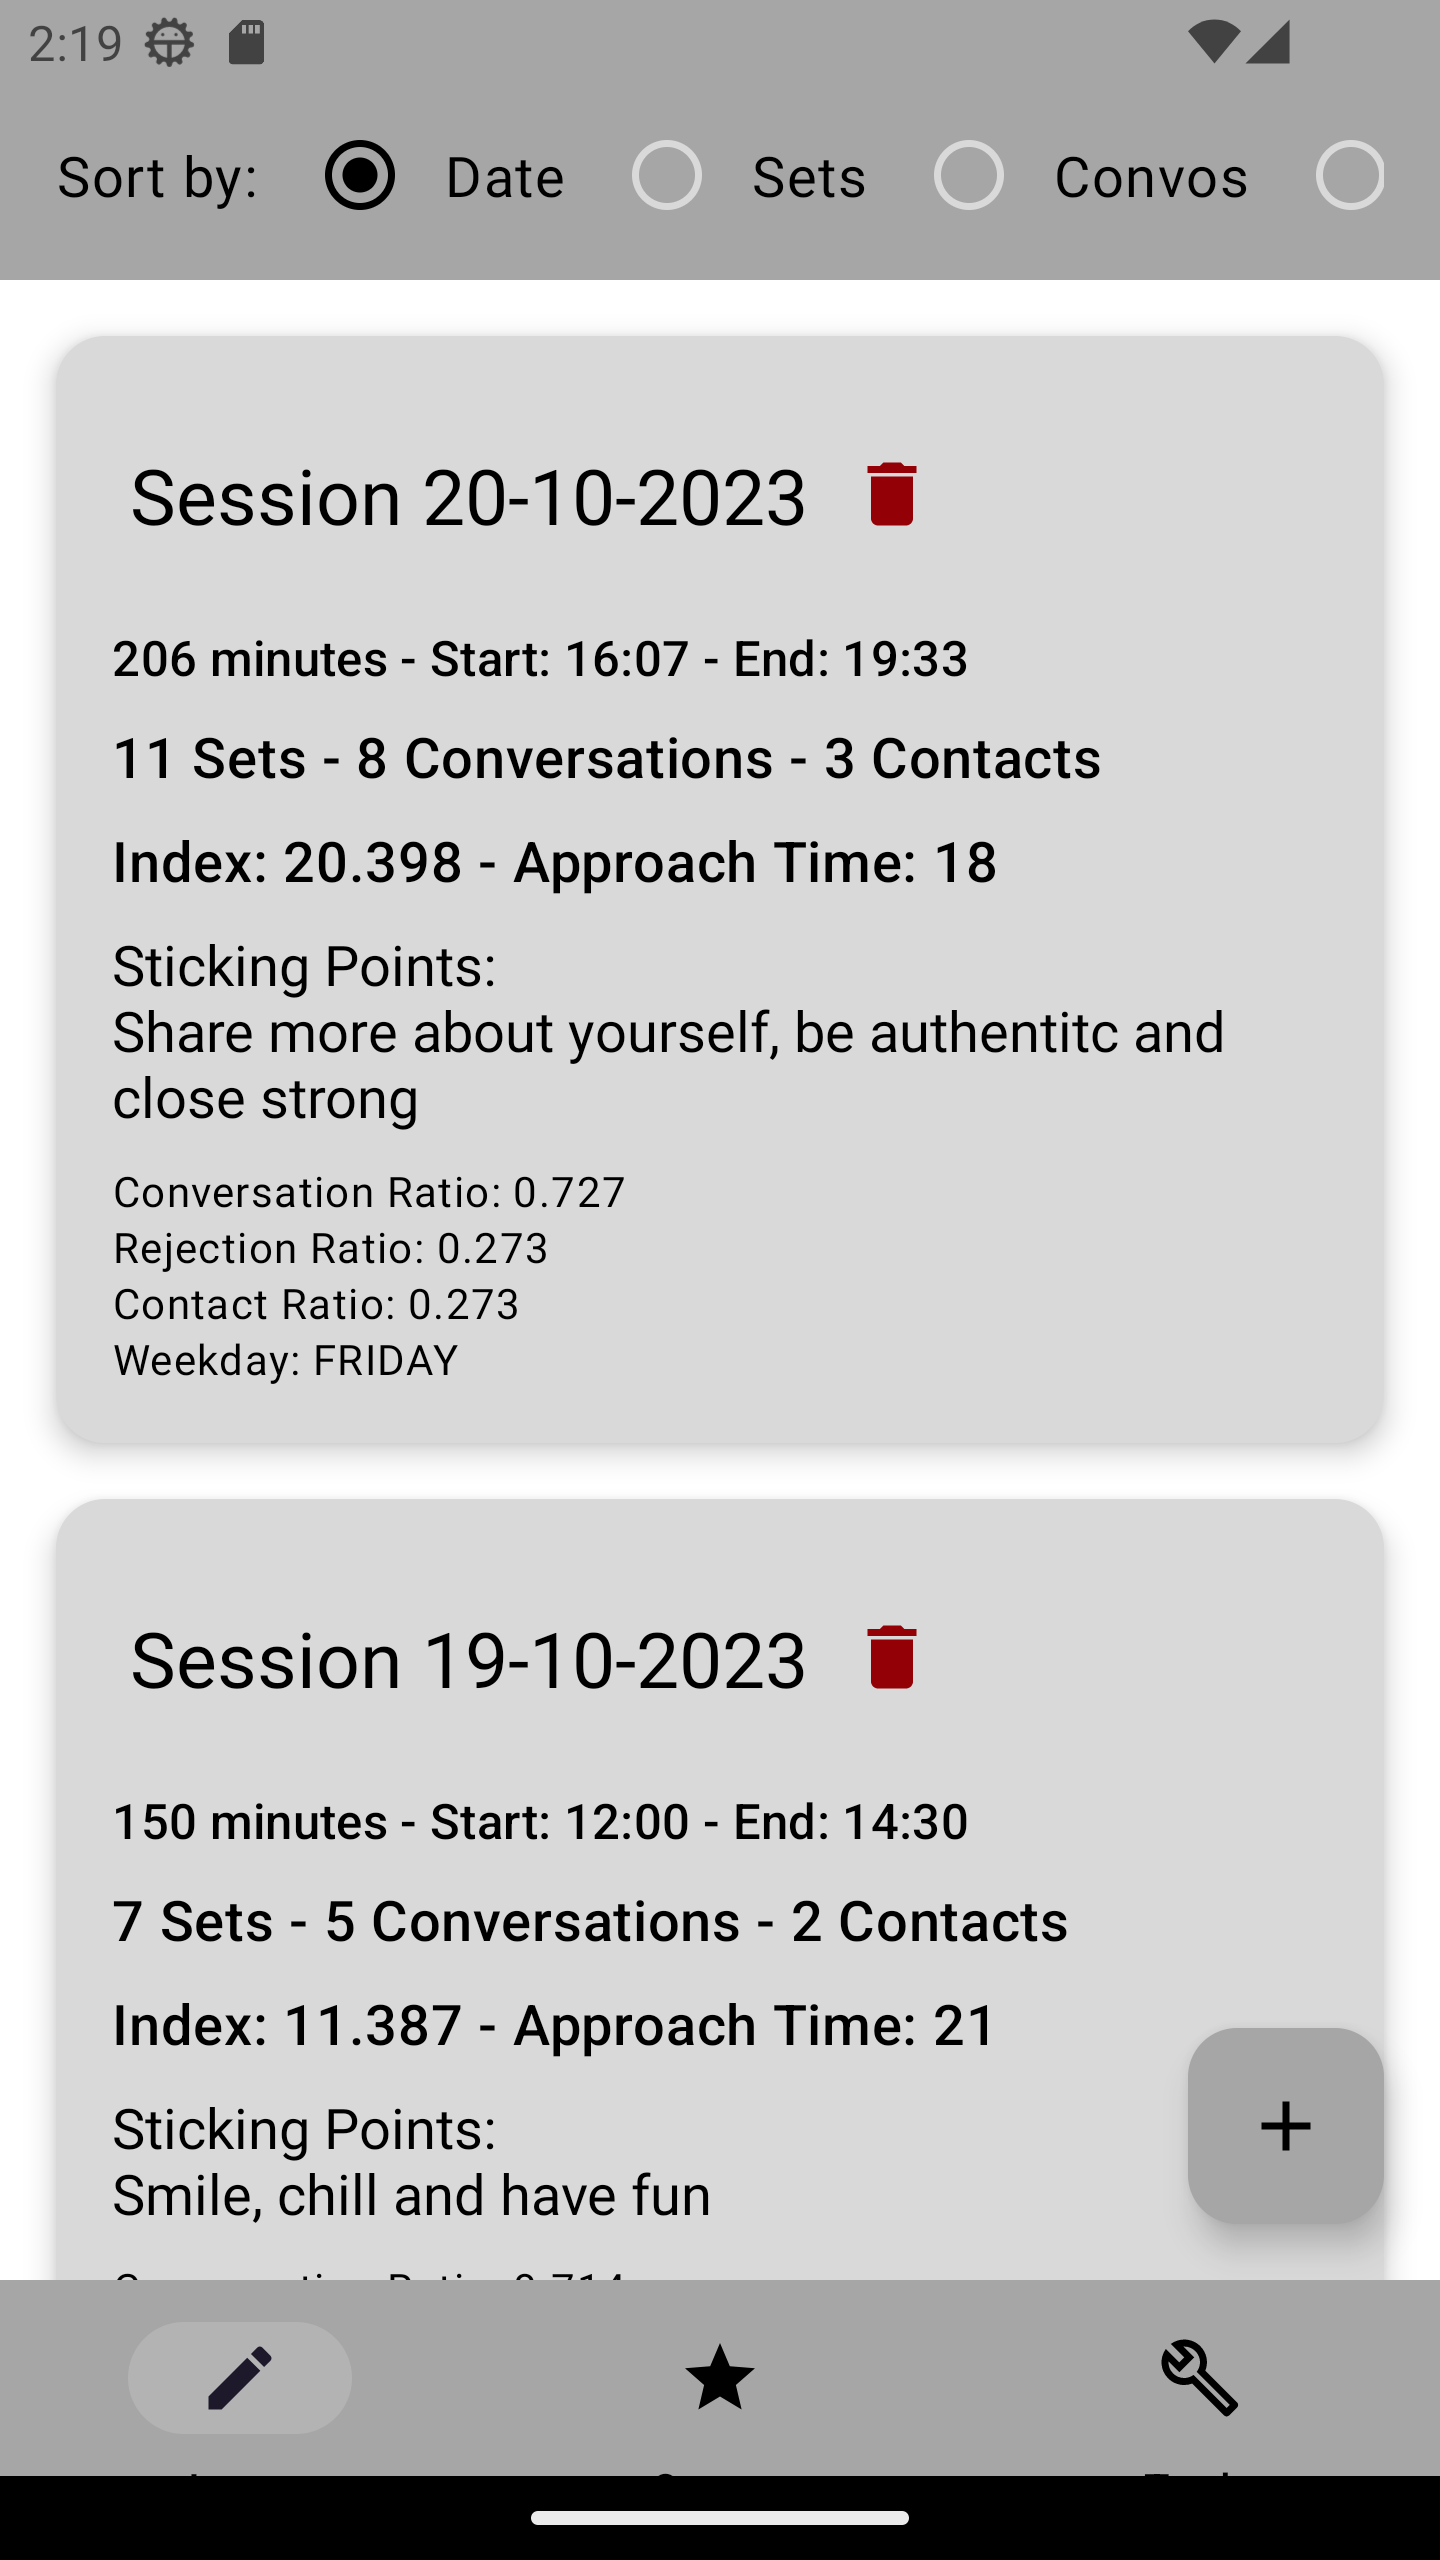 2:19
Sort by: Date Sets Convos
Session 20-10-2023
206 minutes - Start: 16:07 - End: 19:33
11 Sets - 8 Conversations - 3 Contacts
Index: 20.398 - Approach Time: 18
Sticking Points:
Share more about yourself, be authentitc and
close strong
Conversation Ratio: 0.727
Rejection Ratio: 0.273
Contact Ratio: 0.273
Weekday: FRIDAY
Session 19-10-2023
150 minutes - Start: 12:00 - End: 14:30
7 Sets - 5 Conversations - 2 Contacts
Index: 11.387 - Approach Time: 21
Sticking Points:
Smile, chill and have fun
Conversation Ratio: 0.714